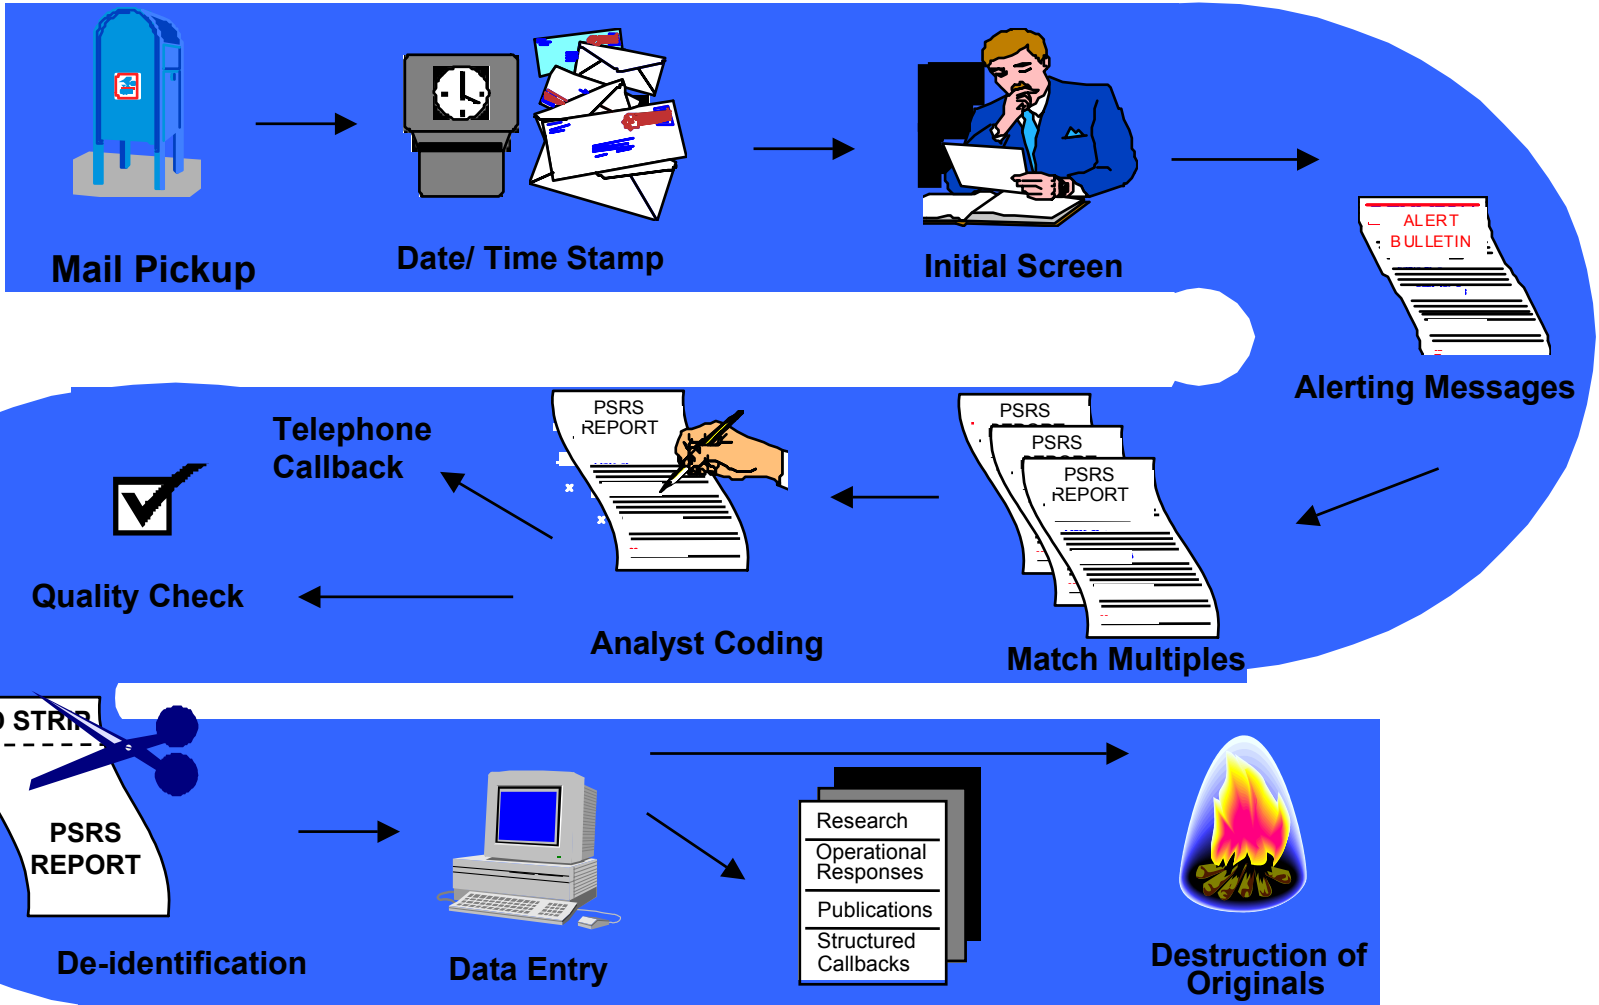 Mail Pickup
Date/ Time Stamp
Initial Screen
ALERT
BULLETIN
Alerting Messages
PSRS
REPORT
PSRS
PSRS
REPORT
Match Multiples
PSRS
REPORT
Analyst Coding
Telephone
Callback
Quality Check
STRIP
PSRS
REPORT
De-identification
Data Entry
Research
Operational
Responses
Publications
Structured
Callbacks
Destruction of
Originals